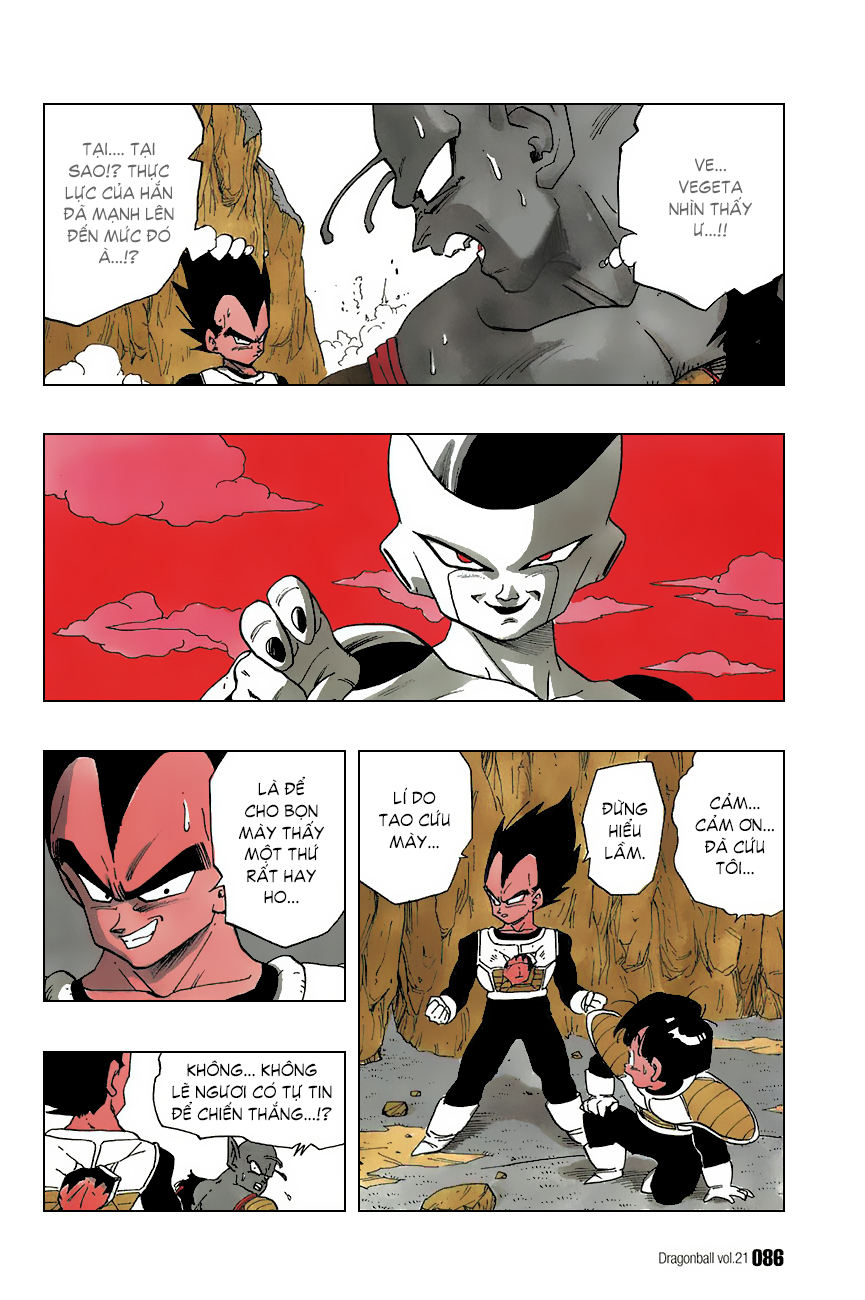 VE...
VEGETA
NHÌN THẤY
Ư...!!
TẠI.... TẠI
SAO!? THỰC
LỰC CỦA HẮN
ĐÃ MẠNH LÊN
ĐẾN MỨC ĐÓ
À...!?
CẢM...
CẢM ƠN...
ĐÃ CỨU
TÔI...
ĐỪNG
HIỂU
LẦM.
LÍ DO
TAO CỨU
MÀY...
LÀ ĐỂ
CHO BỌN
MÀY THẤY
MỘT THỨ
RẤT HAY
HO...
KHÔNG... KHÔNG
LẼ NGƯƠI CÓ TỰ TIN
ĐỂ CHIẾN THẮNG...!?
Dragonball vol.21 086